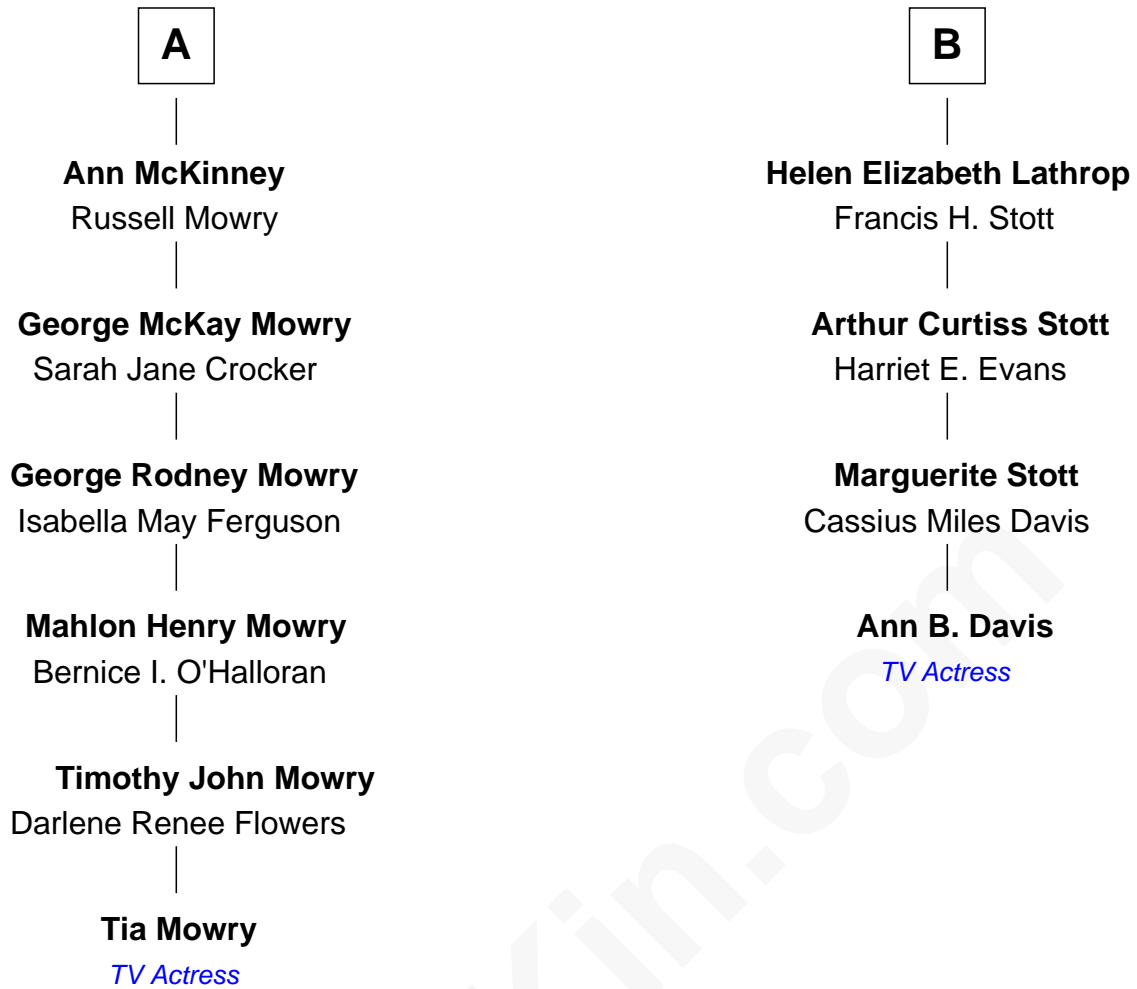 A
Ann McKinney
Russell Mowry
George McKay Mowry
Sarah Jane Crocker
George Rodney Mowry
Isabella May Ferguson
Mahlon Henry Mowry
Bernice I. O'Halloran
Timothy John Mowry
Darlene Renee Flowers
Tia Mowry
TV Actress
B
Helen Elizabeth Lathrop
Francis H. Stott
Arthur Curtiss Stott
Harriet E. Evans
Marguerite Stott
Cassius Miles Davis
Ann B. Davis
TV Actress
Kin.com